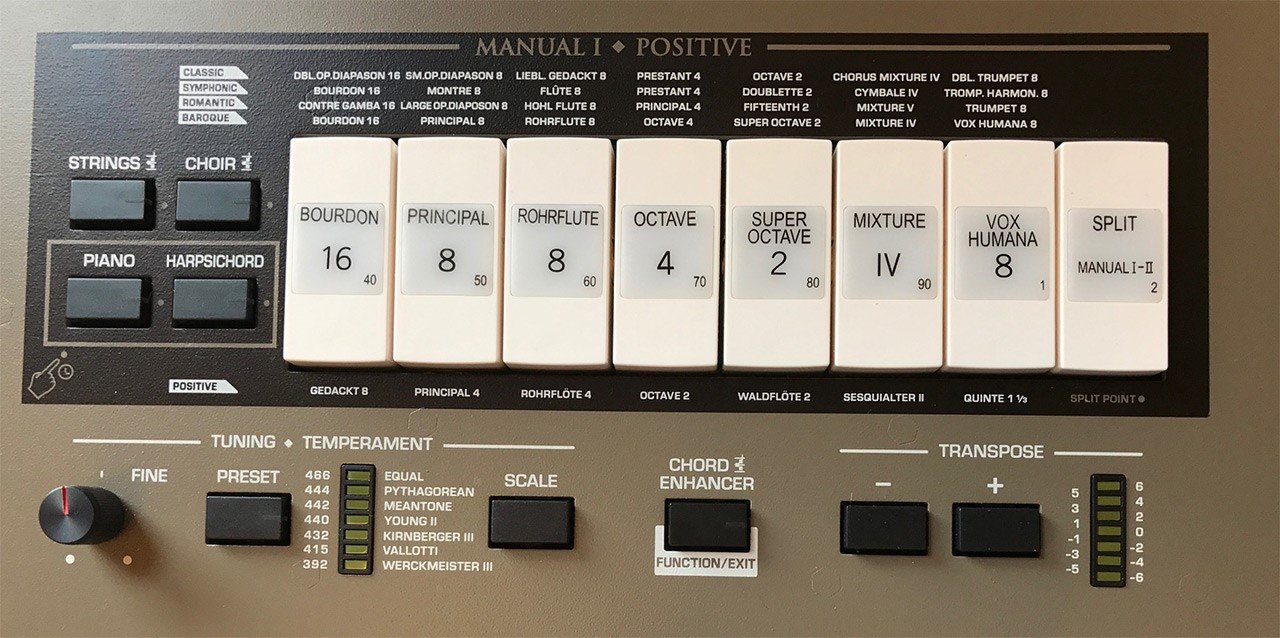 MANUAL I ◆ POSITIVE
CLASSIC DBL.OP.DIAPASON 16 SM.OP.DIAPASON 8 LIEBL. GEDACKT 8 PRESTANT 4 OCTAVE 2 CHORUS MIXTURE IV DBL. TRUMPET 8
SYMPHONIC BOURDON 16 MONTRE 8 FLÛTE 8 PRESTANT 4 DOUBLETTE 2 CYMBALE IV TROMP. HARMON. 8
ROMANTIC CONTRE GAMBA 16 LARGE OP.DIAPOSON 8 HOHL FLUTE 8 PRINCIPAL 4 FIFTEENTH 2 MIXTURE V TRUMPET 8
BAROQUE BOURDON 16 PRINCIPAL 8 ROHRFLUTE 8 OCTAVE 4 SUPER OCTAVE 2 MIXTURE IV VOX HUMANA 8
STRINGS CHOIR
PIANO HARPSICHORD
BOURDON
16
40
PRINCIPAL
8
50
ROHRFLUTE
8
60
OCTAVE
4
70
SUPER
OCTAVE
2
80
MIXTURE
IV
90
VOX
HUMANA
8
1
SPLIT
MANUAL I-II
2
POSITIVE GEDACKT 8 PRINCIPAL 4 ROHRFLÖTE 4 OCTAVE 2 WALDFLÖTE 2 SESQUIALTER II QUINTE 1 ⅓ SPLIT POINT
TUNING ◆ TEMPERAMENT
FINE
PRESET
466 EQUAL
444 PYTHAGOREAN
442 MEANTONE
440 YOUNG II
432 KIRNBERGER III
415 VALLOTTI
392 WERCKMEISTER III
SCALE
CHORD
ENHANCER
FUNCTION/EXIT
TRANSPOSE
- +
6
5
4
3
2
1
0
-1
-2
-3
-4
-5
-6